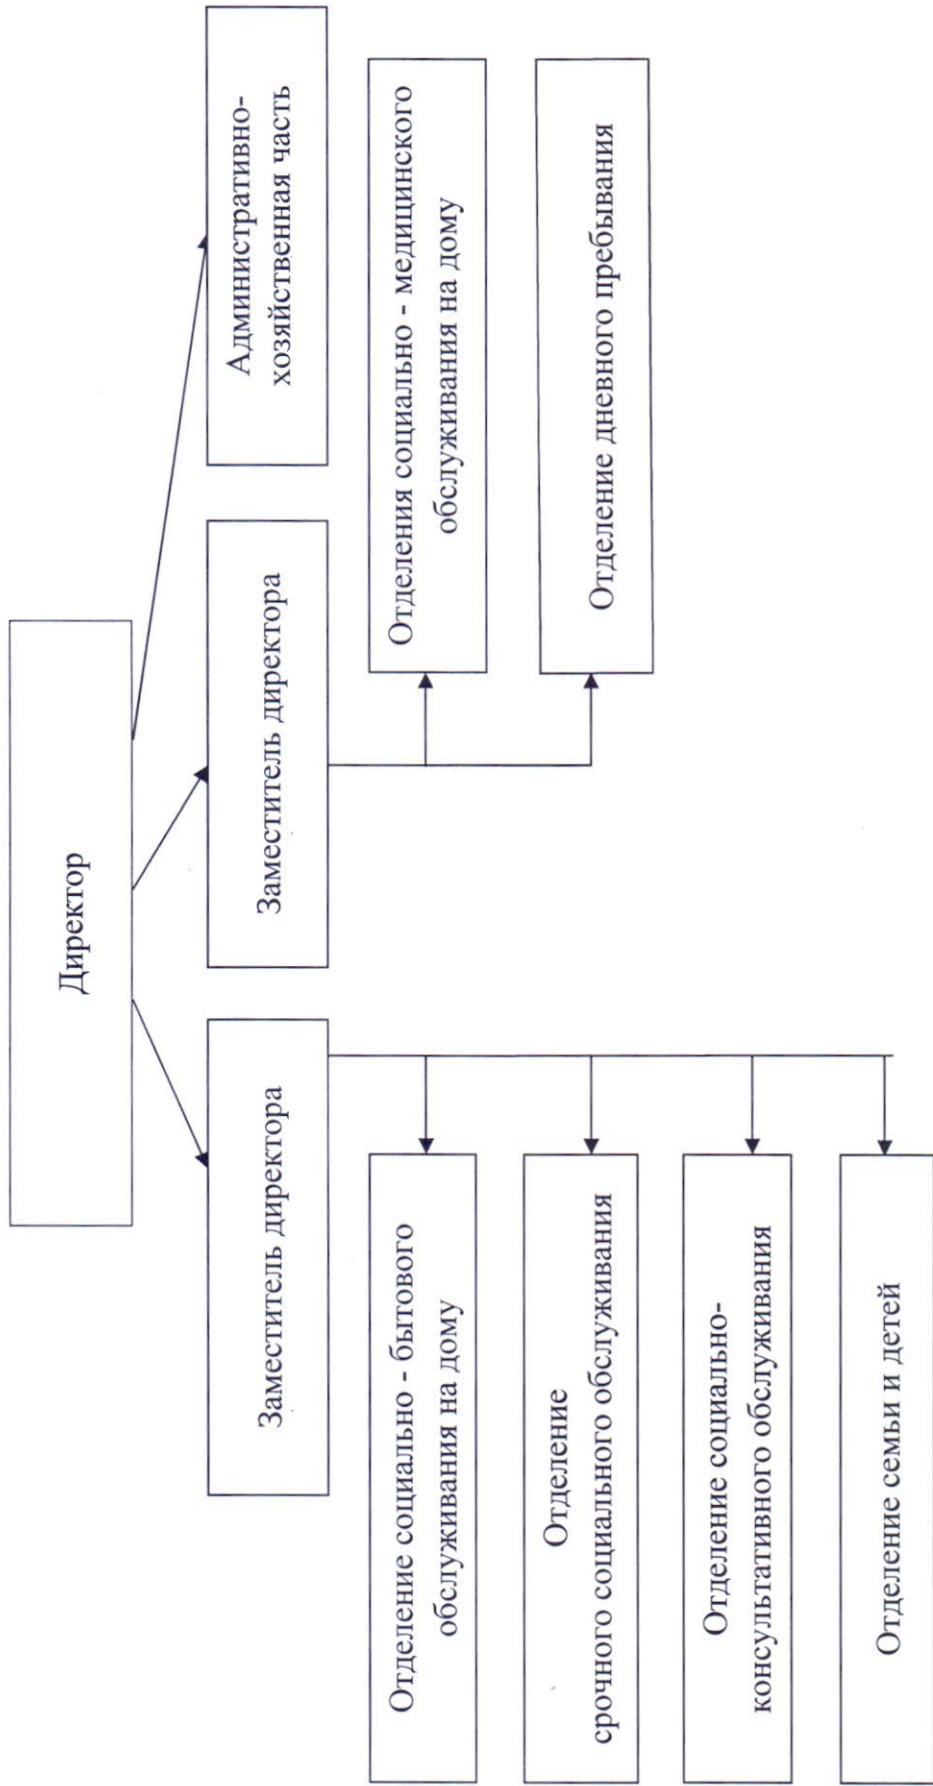 Директор
Заместитель директора
Заместитель директора
Административно-
хозяйственная часть
Отделение социально - бытового
обслуживания на дому
Отделения социально - медицинского
обслуживания на дому
Отделение
срочного социального обслуживания
Отделение дневного пребывания
Отделение социально-
консультативного обслуживания
Отделение семьи и детей